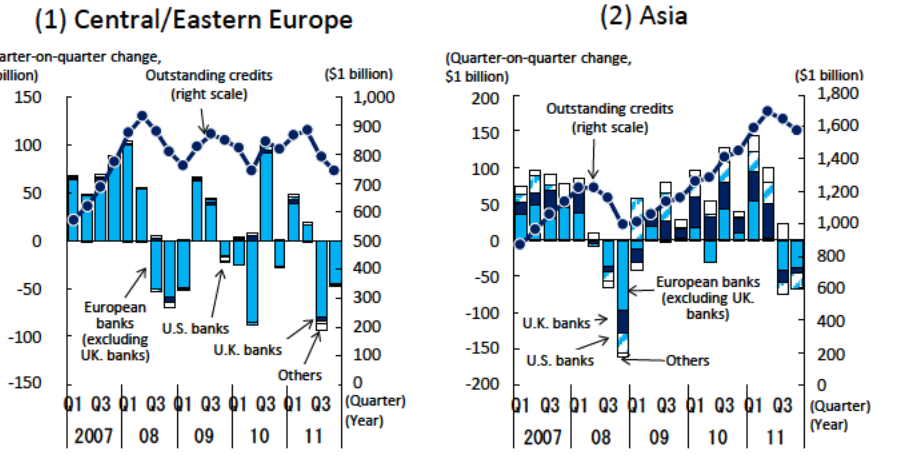 (1) Central/Eastern Europe
(2) Asia
arter-on-quarter change,
billion)
Outstanding credits
(right scale)
($1 billion)
150
100
50
0
-50
-100
-150
1,000
900
800
700
600
500
400
300
200
100
0
European
banks
(excluding
UK. banks)
U.S. banks
U.K. banks
Others
Q1 Q3 Q1 Q3 Q1 Q3 Q1 Q3 Q1 Q3 (Quarter)
2007 08 09 10 11 (Year)
(Quarter-on-quarter change,
$1 billion)
Outstanding credits
(right scale)
($1 billion)
200
150
100
50
0
-50
-100
-150
-200
1,800
1,600
1,400
1,200
1,000
800
600
400
200
0
European banks
(excluding UK.
banks)
U.K. banks
U.S. banks
Others
Q1 Q3 Q1 Q3 Q1 Q3 Q1 Q3 Q1 Q3 (Quarter)
2007 08 09 10 11 (Year)